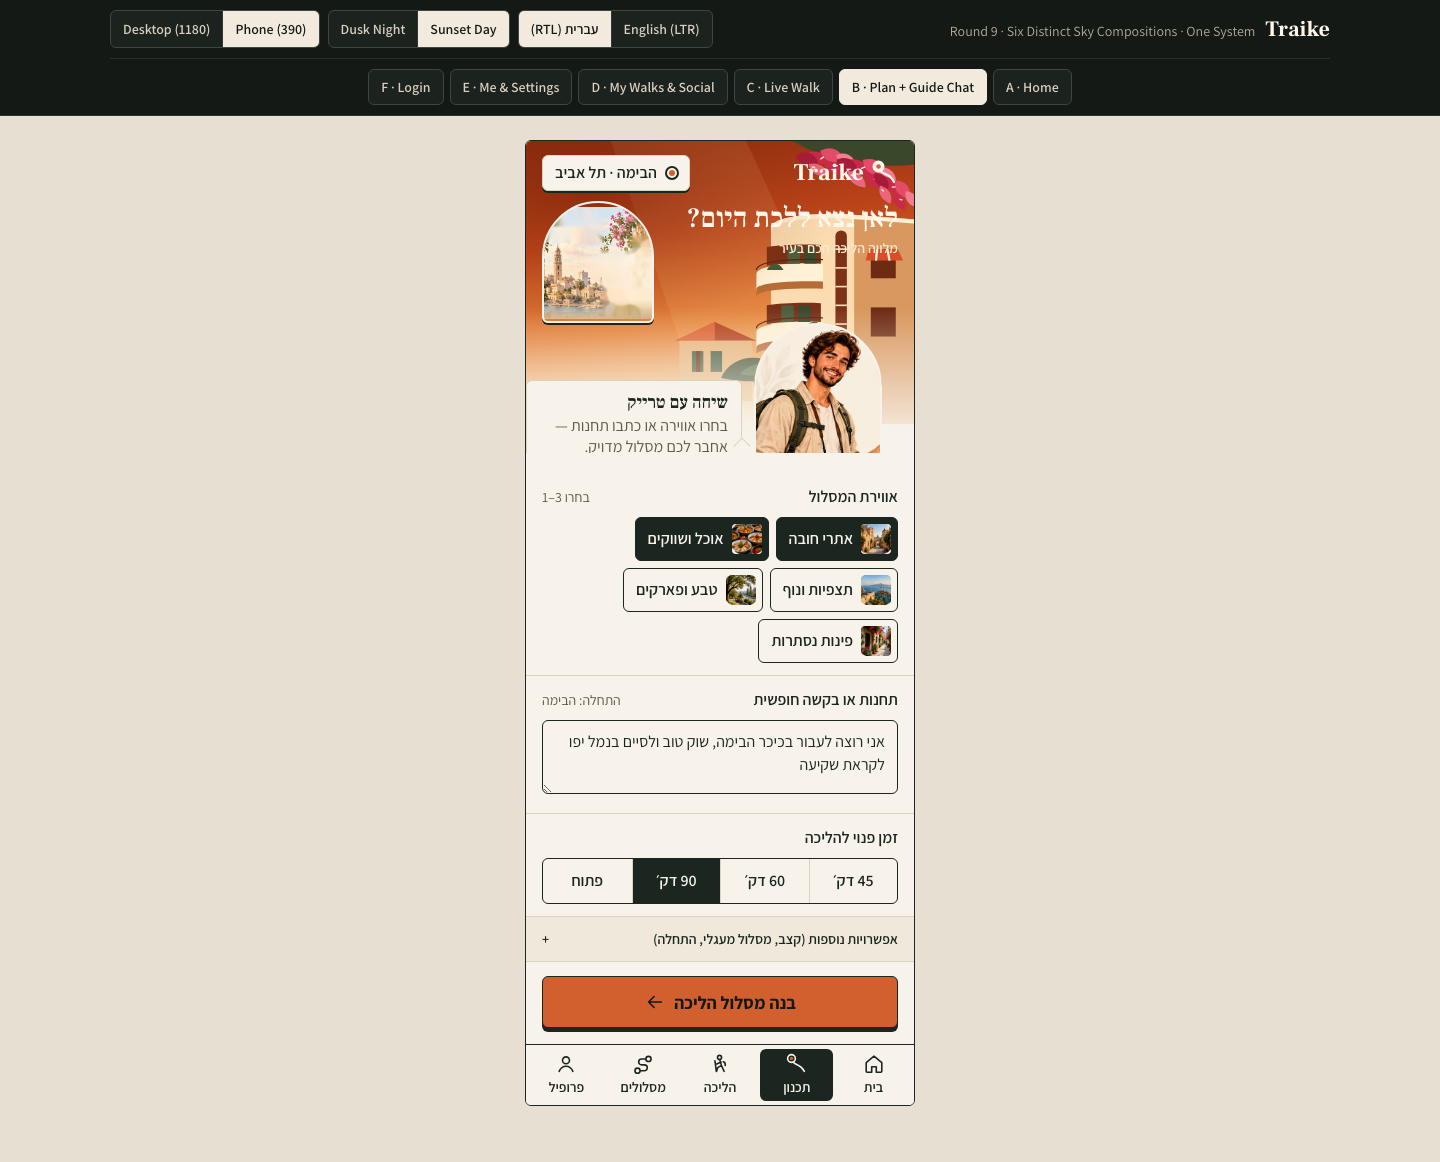 Traike
Round 9 · Six Distinct Sky Compositions · One System
English (LTR)
עברית (RTL)
Sunset Day
Dusk Night
Phone (390)
Desktop (1180)
A · Home
B · Plan + Guide Chat
C · Live Walk
D · My Walks & Social
E · Me & Settings
F · Login
Traike
הבימה · תל אביב
לאן נצא ללכת היום?
מלווה הליכה חכם בעיר
שיחה עם טרייק
בחרו אווירה או כתבו תחנות —
אחבר לכם מסלול מדויק.
אווירת המסלול
בחרו 1–3
אתרי חובה
אוכל ושווקים
תצפיות ונוף
טבע ופארקים
פינות נסתרות
תחנות או בקשה חופשית
התחלה: הבימה
אני רוצה לעבור בכיכר הבימה, שוק טוב ולסיים בנמל יפו
לקראת שקיעה
זמן פנוי להליכה
45 דק׳
60 דק׳
90 דק׳
פתוח
אפשרויות נוספות (קצב, מסלול מעגלי, התחלה)
+
בנה מסלול הליכה ←
בית
תכנון
הליכה
מסלולים
פרופיל